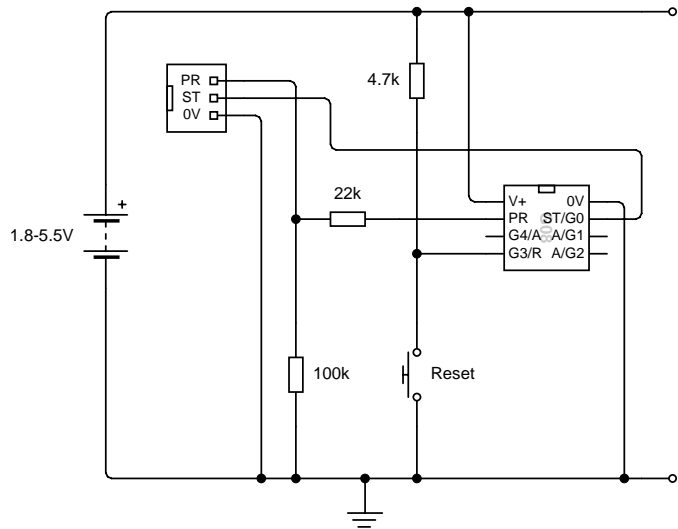 PR
ST
0V
4.7k
22k
V+ 0V
PR ST/G0
G4/A A/G1
G3/R A/G2
08
+
1.8-5.5V
100k
Reset